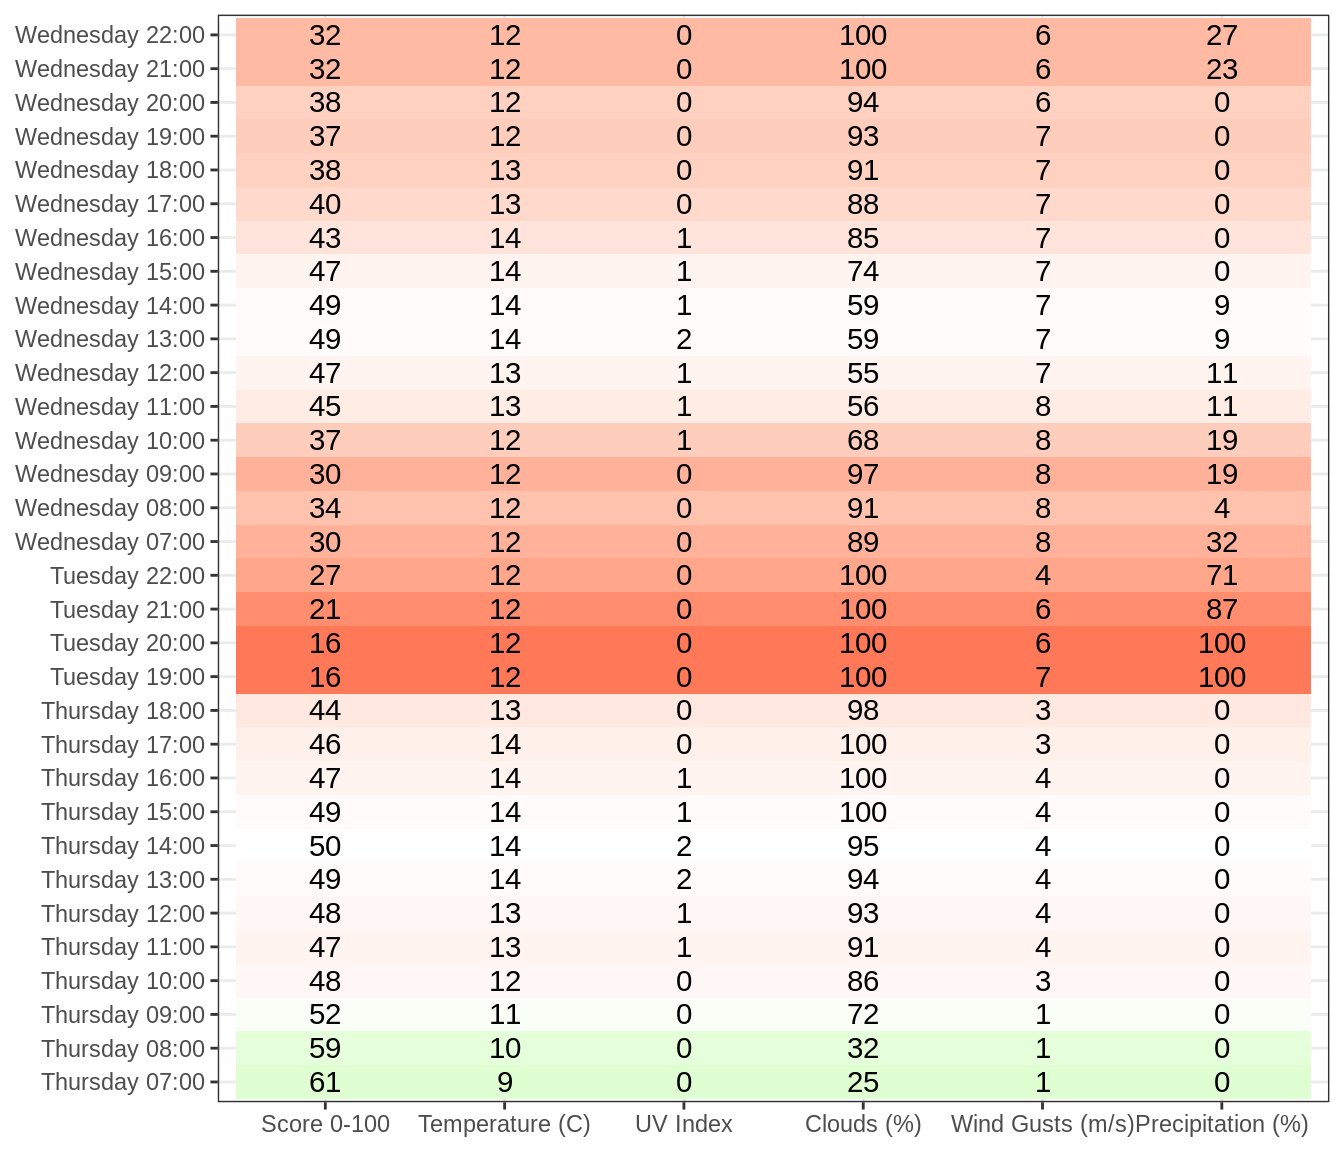 Wednesday 22:00 32 12 0 100 6 27
Wednesday 21:00 32 12 0 100 6 23
Wednesday 20:00 38 12 0 94 6 0
Wednesday 19:00 37 12 0 93 7 0
Wednesday 18:00 38 13 0 91 7 0
Wednesday 17:00 40 13 0 88 7 0
Wednesday 16:00 43 14 1 85 7 0
Wednesday 15:00 47 14 1 74 7 0
Wednesday 14:00 49 14 1 59 7 9
Wednesday 13:00 49 14 2 59 7 9
Wednesday 12:00 47 13 1 55 7 11
Wednesday 11:00 45 13 1 56 8 11
Wednesday 10:00 37 12 1 68 8 19
Wednesday 09:00 30 12 0 97 8 19
Wednesday 08:00 34 12 0 91 8 4
Wednesday 07:00 30 12 0 89 8 32
Tuesday 22:00 27 12 0 100 4 71
Tuesday 21:00 21 12 0 100 6 87
Tuesday 20:00 16 12 0 100 6 100
Tuesday 19:00 16 12 0 100 7 100
Thursday 18:00 44 13 0 98 3 0
Thursday 17:00 46 14 0 100 3 0
Thursday 16:00 47 14 1 100 4 0
Thursday 15:00 49 14 1 100 4 0
Thursday 14:00 50 14 2 95 4 0
Thursday 13:00 49 14 2 94 4 0
Thursday 12:00 48 13 1 93 4 0
Thursday 11:00 47 13 1 91 4 0
Thursday 10:00 48 12 0 86 3 0
Thursday 09:00 52 11 0 72 1 0
Thursday 08:00 59 10 0 32 1 0
Thursday 07:00 61 9 0 25 1 0
Score 0-100 Temperature (C) UV Index Clouds (%) Wind Gusts (m/s) Precipitation (%)